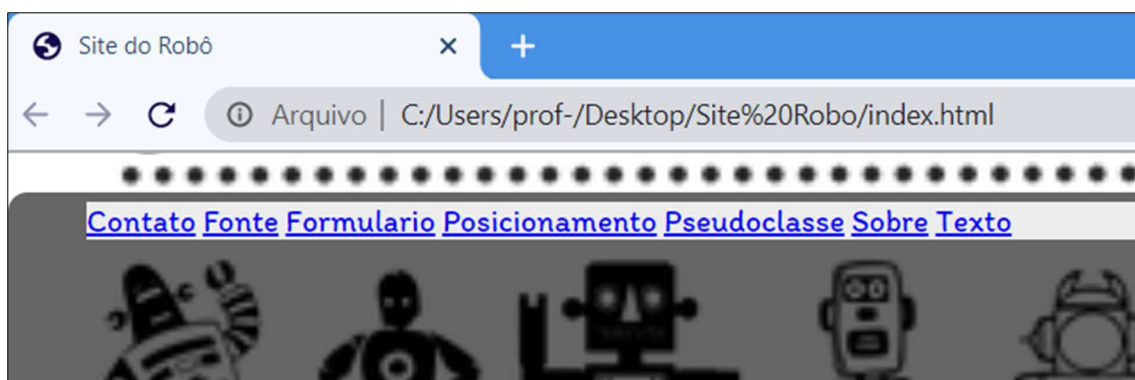 Site do Robô
Arquivo | C:/Users/prof-/Desktop/Site%20Robo/index.html
Contato Fonte Formulario Posicionamento Pseudoclasse Sobre Texto